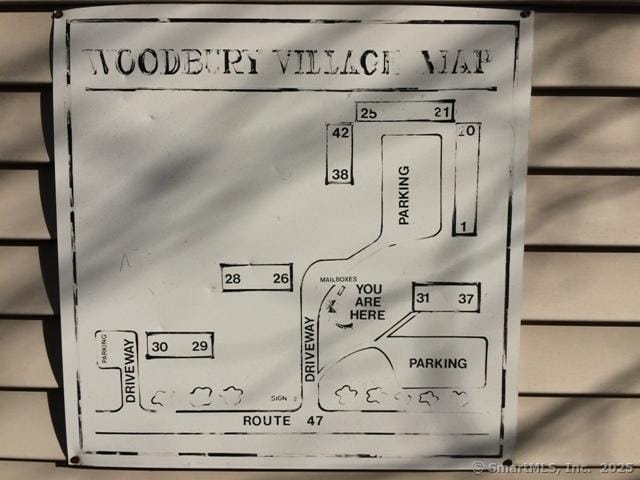 WOODBURY VILLAGE MAP
25 21
42
20
38
PARKING
1
28 26
MAILBOXES
YOU
ARE
HERE
31 37
PARKING
DRIVEWAY
30 29
DRIVEWAY
PARKING
SIGN
ROUTE 47
© SmartMLS, Inc. 2025